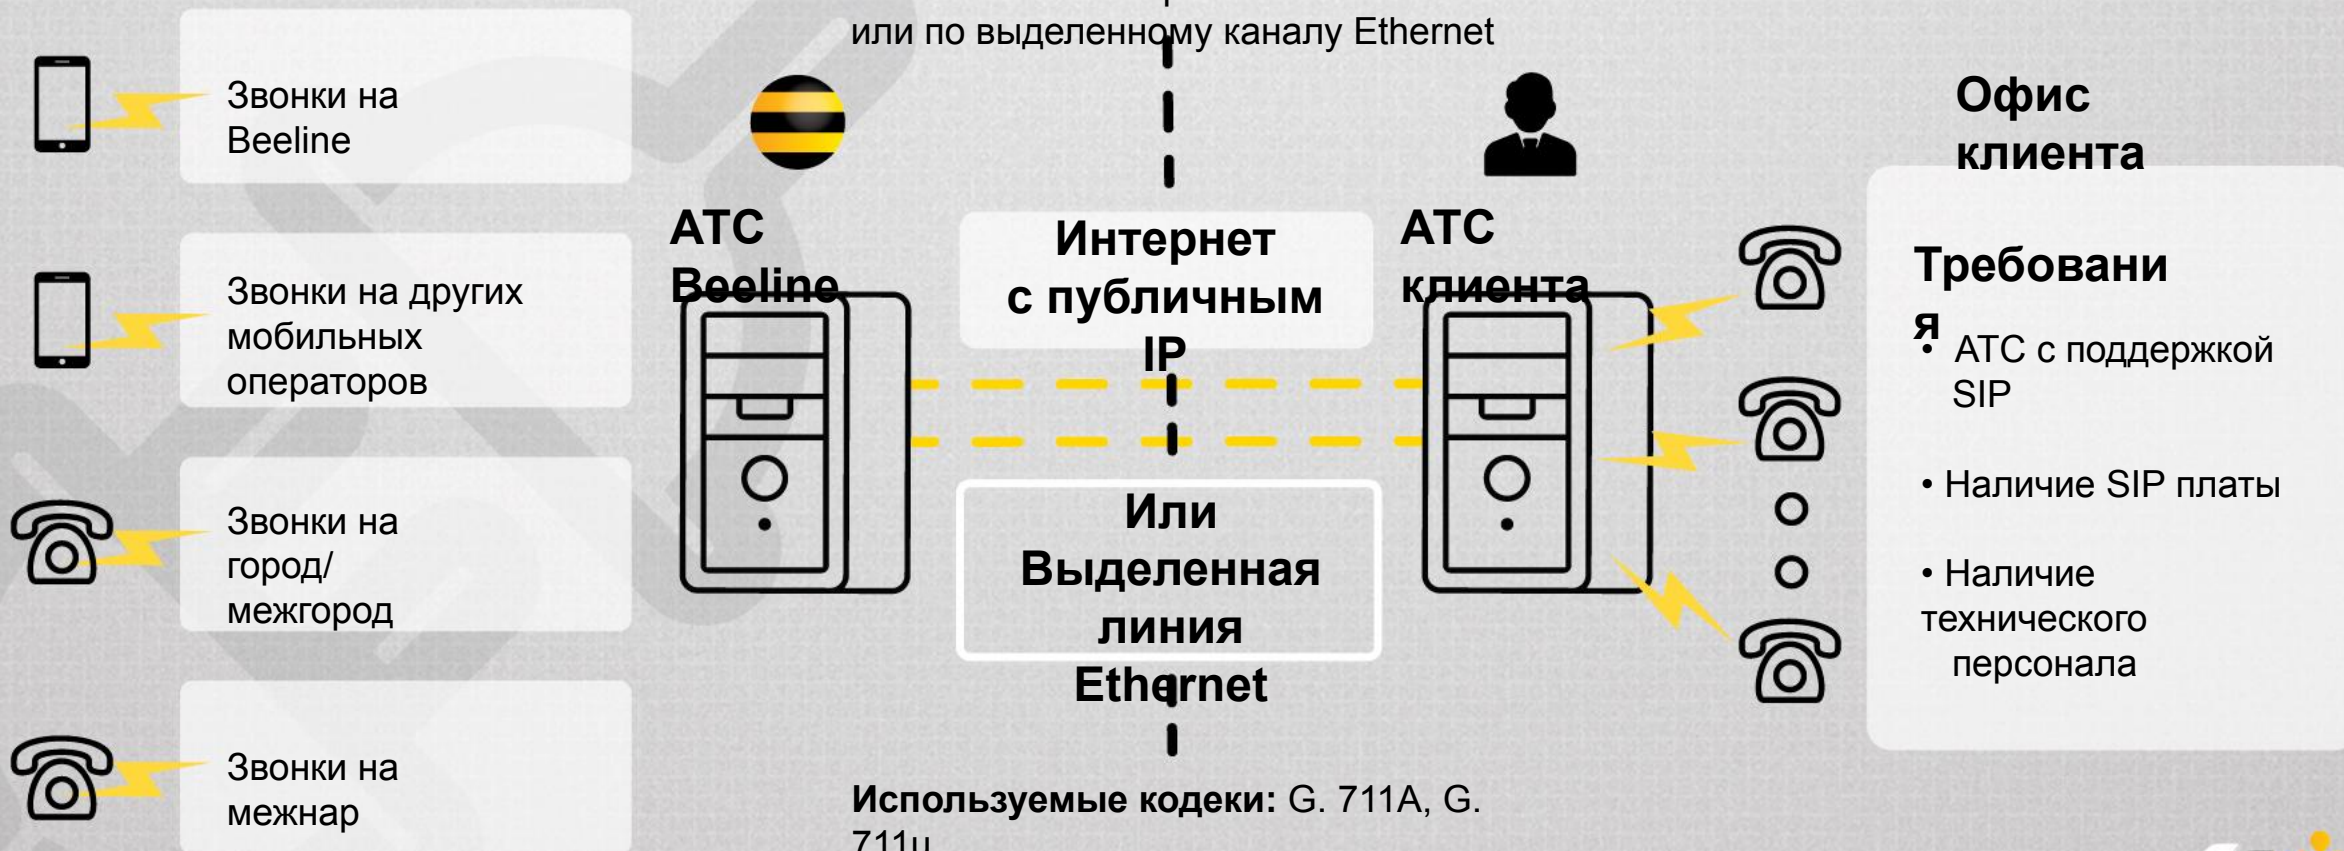 или по выделенному каналу Ethernet
Звонки на
Beeline
Звонки на других
мобильных
операторов
Звонки на
город/
межгород
Звонки на
межнар
АТС
Beeline
Интернет
с публичным
IP
Или
Выделенная
линия
Ethernet
Используемые кодеки: G. 711A, G.
711u
АТС
клиента
Офис
клиента
Требовани
я
• АТС с поддержкой
SIP
• Наличие SIP платы
• Наличие
технического
персонала